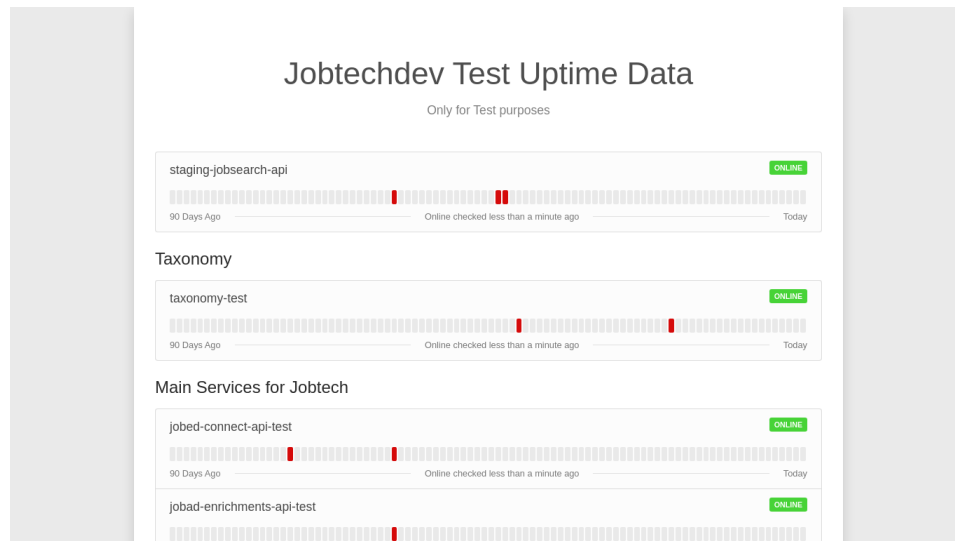 Jobtechdev Test Uptime Data
Only for Test purposes
staging-jobsearch-api
ONLINE
90 Days Ago
Online checked less than a minute ago
Today
Taxonomy
taxonomy-test
ONLINE
90 Days Ago
Online checked less than a minute ago
Today
Main Services for Jobtech
jobed-connect-api-test
ONLINE
90 Days Ago
Online checked less than a minute ago
Today
jobad-enrichments-api-test
ONLINE